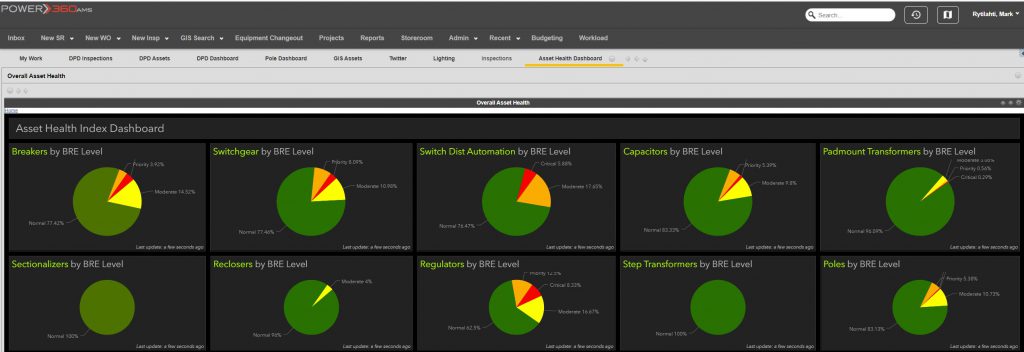 POWER 360 AMS
Search...
Rytilahti, Mark
Inbox New SR New WO New Insp GIS Search Equipment Changeout Projects Reports Storeroom Admin Recent Budgeting Workload
My Work DPD Inspections DPD Assets DPD Dashboard Pole Dashboard GIS Assets Twitter Lighting Inspections Asset Health Dashboard
Overall Asset Health
Overall Asset Health
Home
Asset Health Index Dashboard
Breakers by BRE Level
Priority 3.92%
Moderate 14.52%
Normal 77.42%
Last update: a few seconds ago
Switchgear by BRE Level
Priority 8.09%
Moderate 10.98%
Normal 77.46%
Last update: a few seconds ago
Switch Dist Automation by BRE Level
Critical 5.88%
Moderate 17.65%
Normal 76.47%
Last update: a few seconds ago
Capacitors by BRE Level
Priority 5.39%
Moderate 9.8%
Normal 83.33%
Last update: a few seconds ago
Padmount Transformers by BRE Level
Moderate
Priority 0.56%
Critical 0.29%
Normal 96.09%
Last update: a few seconds ago
Sectionalizers by BRE Level
Normal 100%
Last update: a few seconds ago
Reclosers by BRE Level
Moderate 4%
Normal 96%
Last update: a few seconds ago
Regulators by BRE Level
Priority 12.5%
Critical 8.33%
Moderate 16.67%
Normal 62.5%
Last update: a few seconds ago
Step Transformers by BRE Level
Normal 100%
Last update: a few seconds ago
Poles by BRE Level
Priority 5.38%
Moderate 10.73%
Normal 83.13%
Last update: a few seconds ago